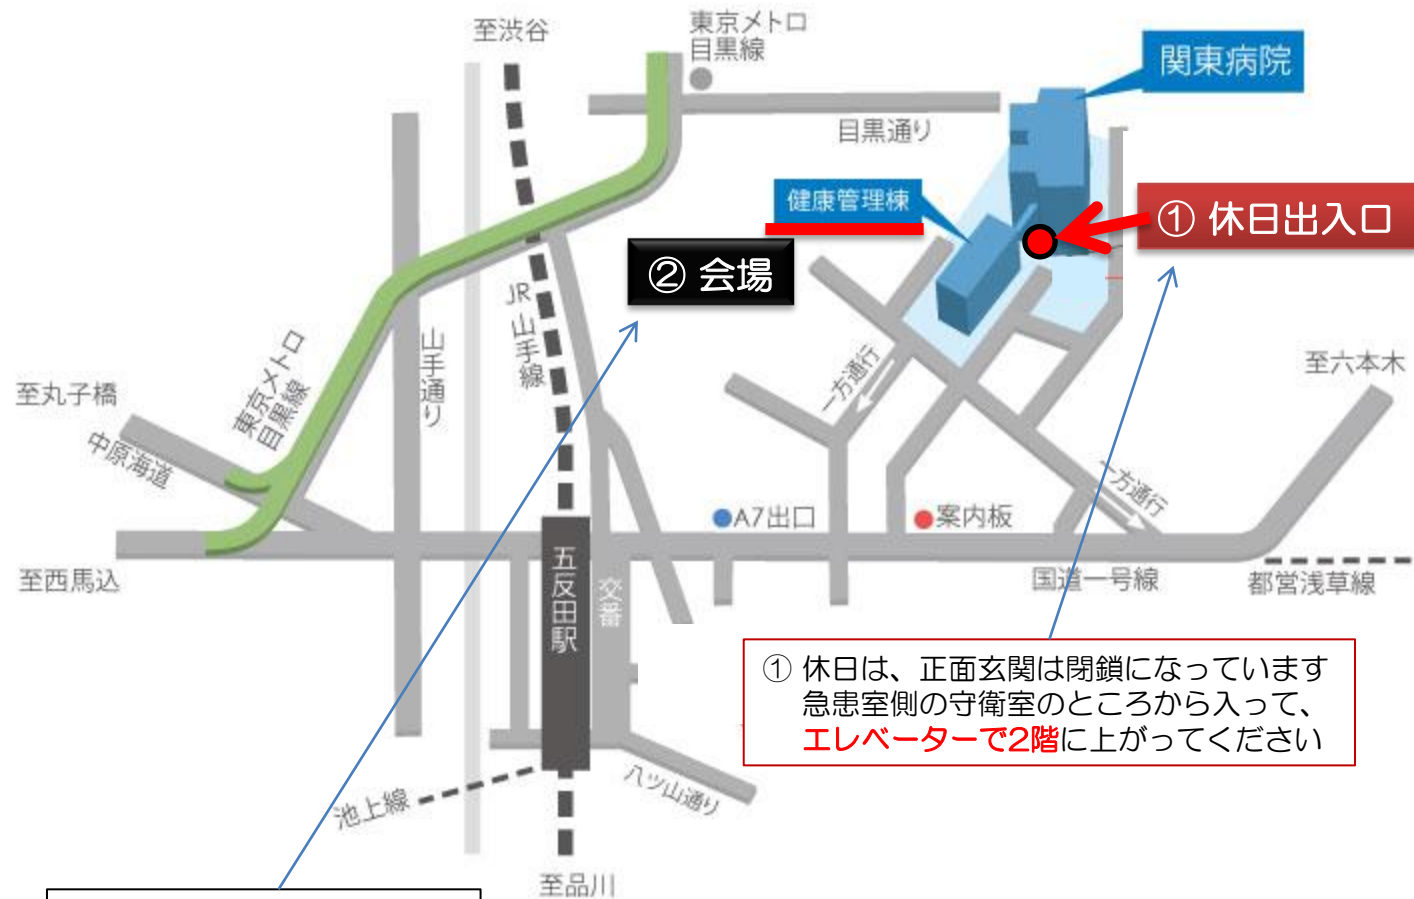 至渋谷
東京メトロ
目黒線
関東病院
目黒通り
健康管理棟
① 休日出入口
② 会場
JR山手線
山手通り
東京メトロ
目黒線
一方通行
至六本木
至丸子橋
中原海道
一方通行
A7出口
案内板
五反田駅
交番
至西馬込
国道一号線
都営浅草線
① 休日は、正面玄関は閉鎖になっています
急患室側の守衛室のところから入って、
エレベーターで2階に上がってください
八ツ山通り
池上線
至品川